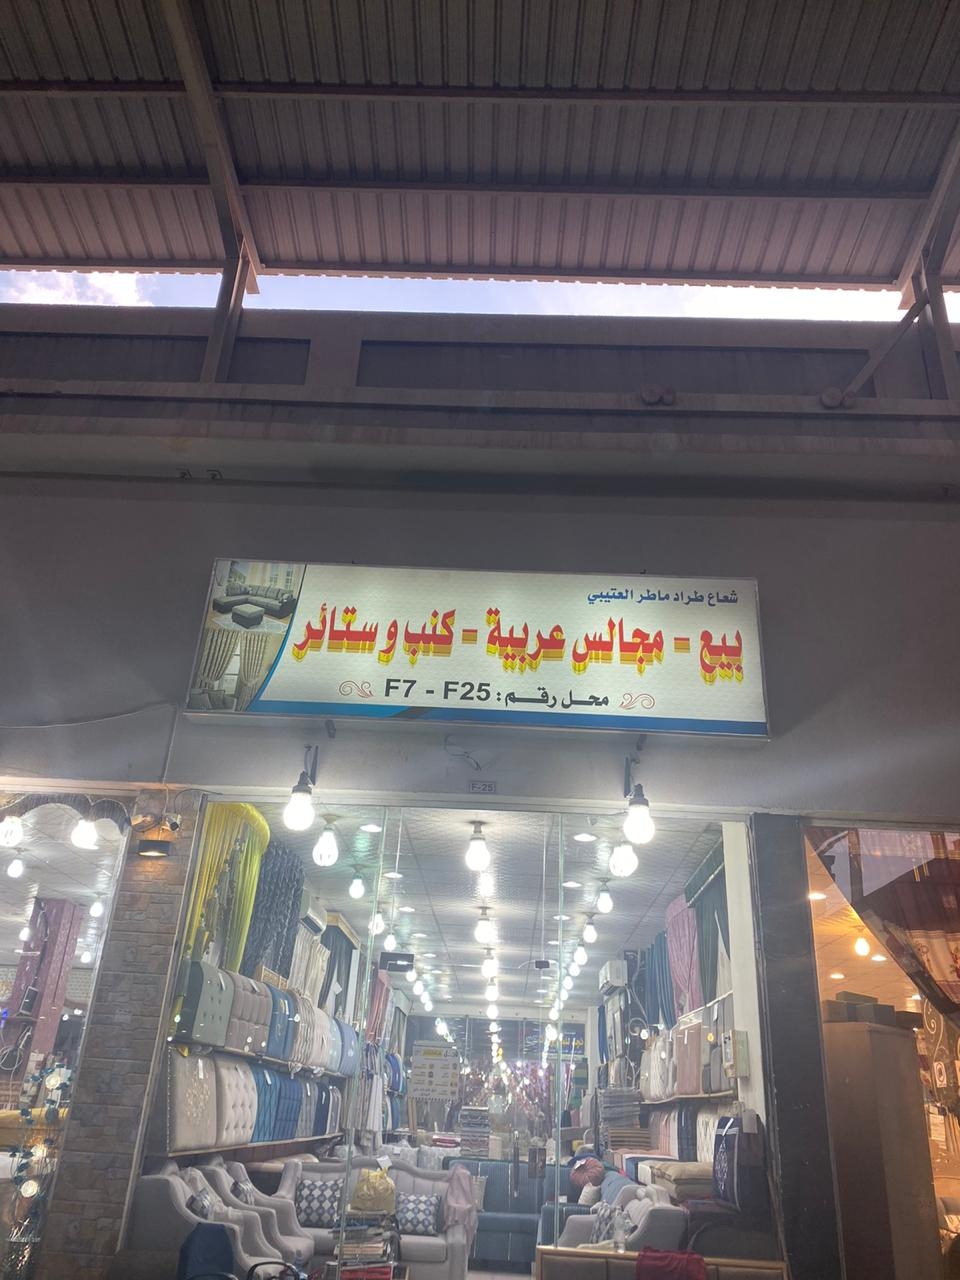 شعاع طراد ماطر العتيبي
بيع - مجالس عربية - كنب و ستائر
محل رقم : F7 - F25
F-25